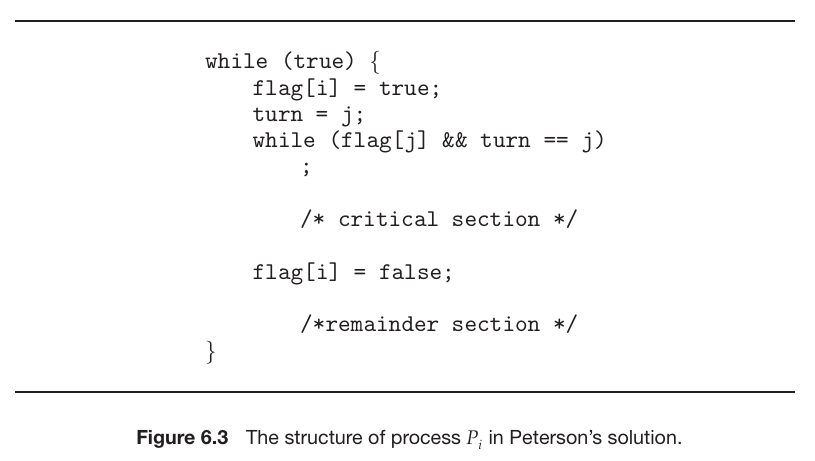 while (true) {
flag[i] = true;
turn = j;
while (flag[j] && turn == j)
;
/* critical section */
flag[i] = false;
/*remainder section */
}
Figure 6.3 The structure of process Pi in Peterson’s solution.